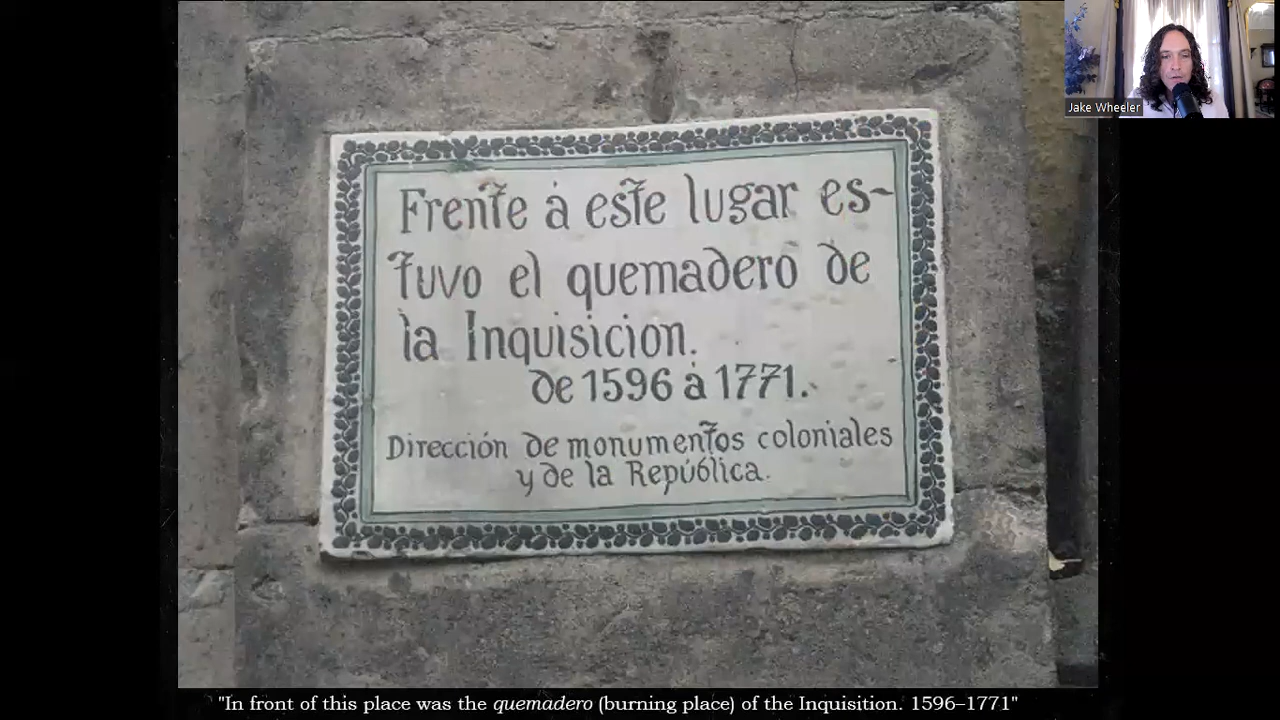 Jake Wheeler
Frente á este lugar es-
tuvo el quemadero de
la Inquisicion.
de 1596 á 1771.
Dirección de monumentos coloniales
y de la República.
"In front of this place was the quemadero (burning place) of the Inquisition. 1596–1771"